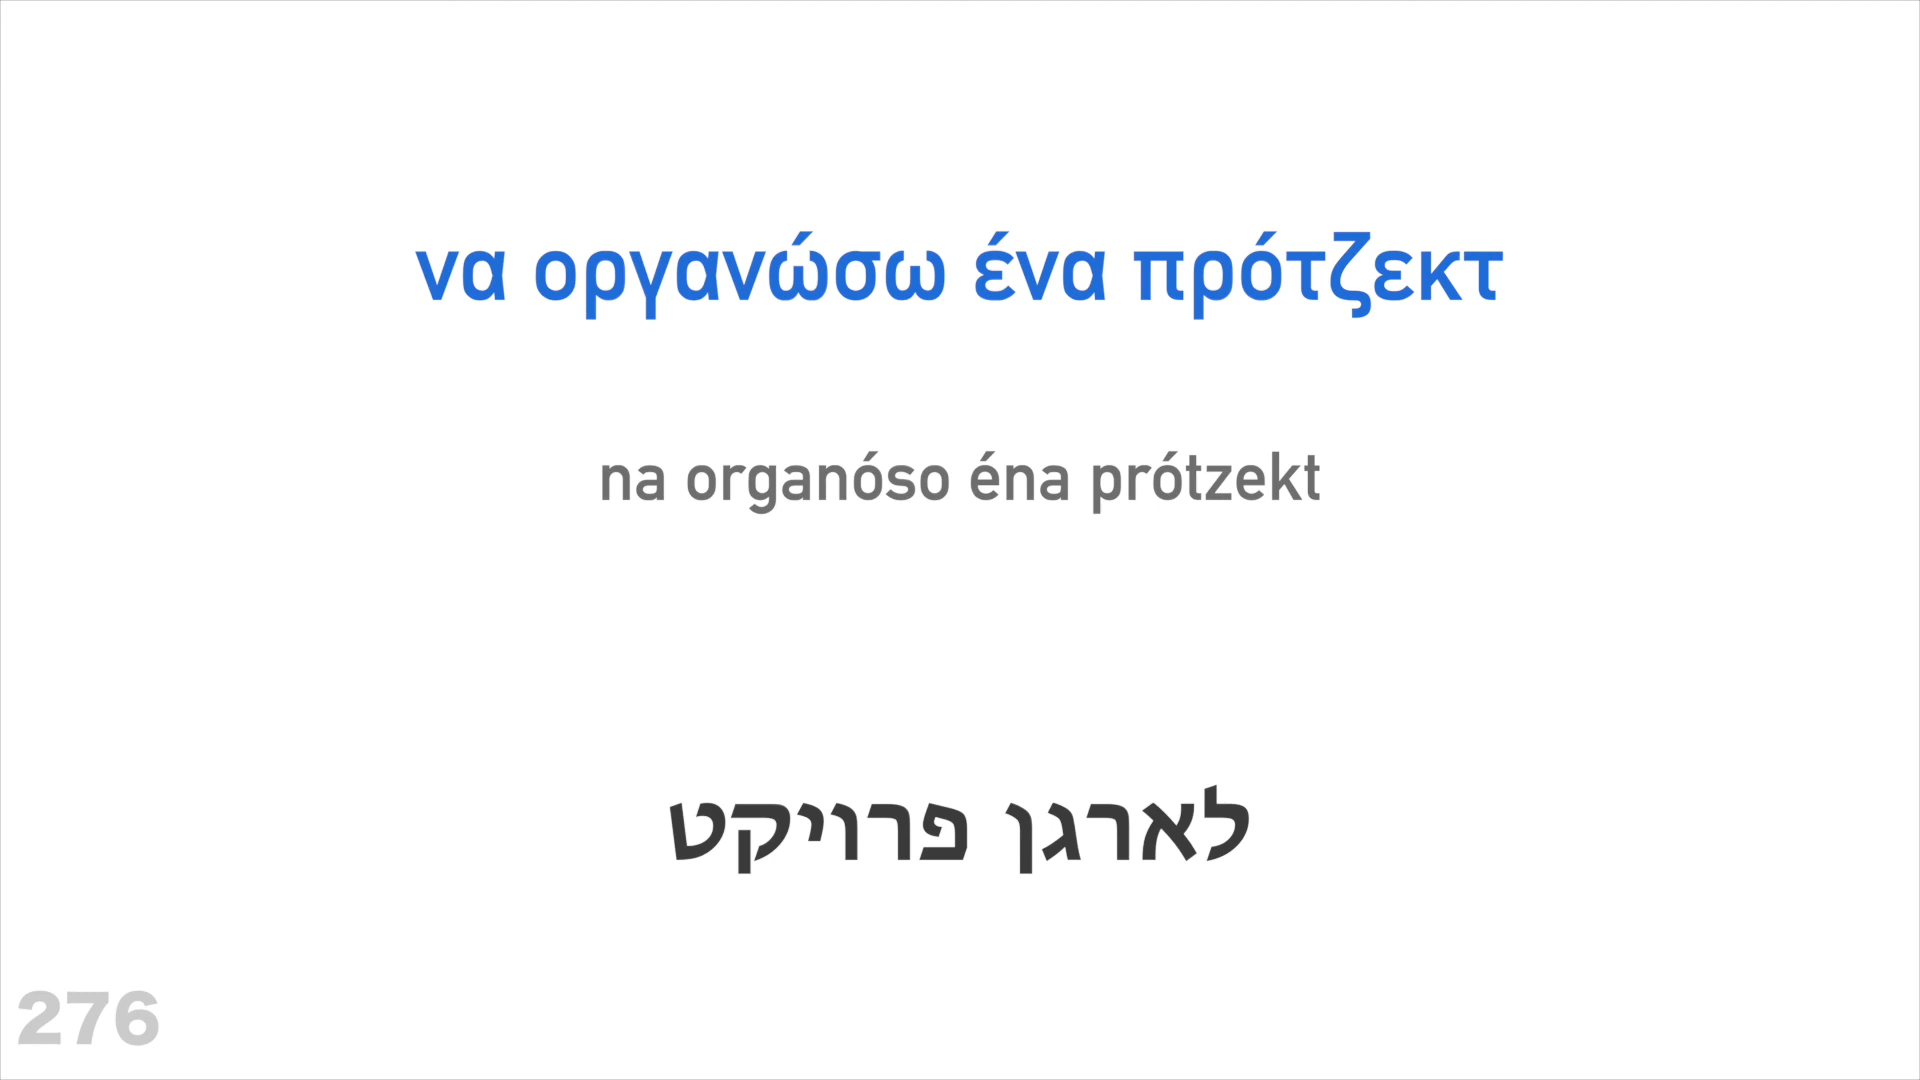 να οργανώσω ένα πρότζεκτ
na organóso éna prótzekt
לארגן פרויקט
276